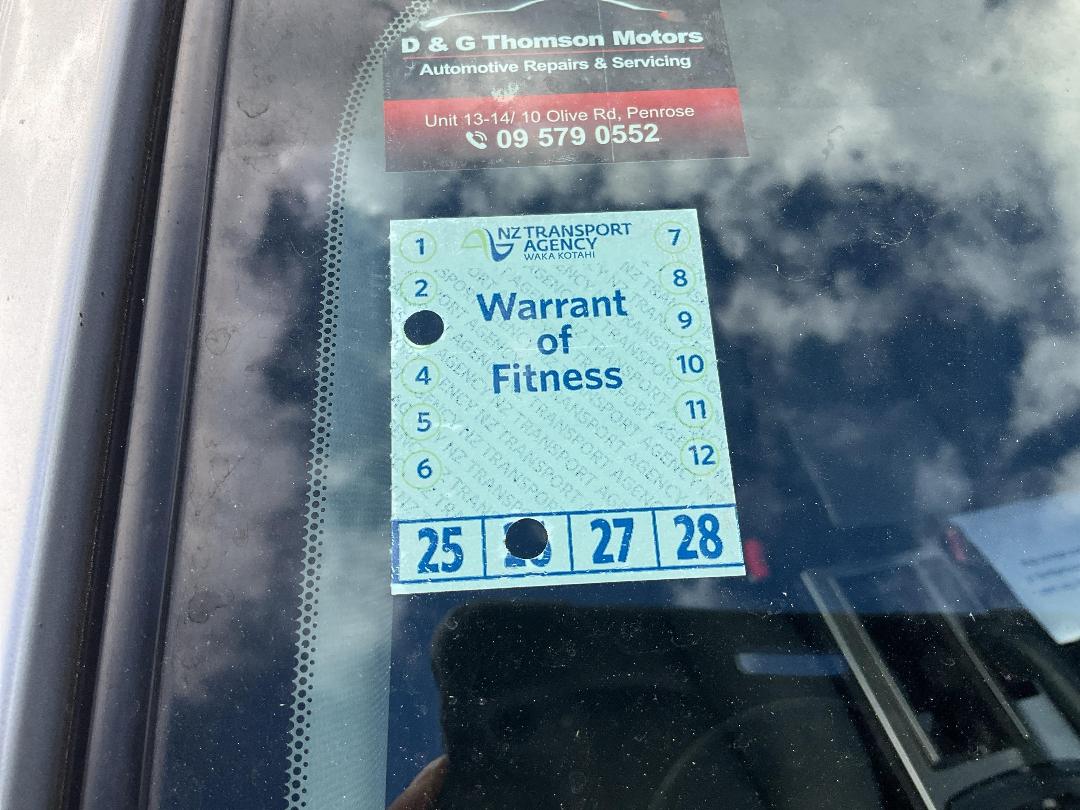 D & G Thomson Motors
Automotive Repairs & Servicing
Unit 13-14/ 10 Olive Rd, Penrose
09 579 0552
NZ TRANSPORT
AGENCY
WAKA KOTAHI
Warrant
of
Fitness
1
2
4
5
6
7
8
9
10
11
12
25 27 28